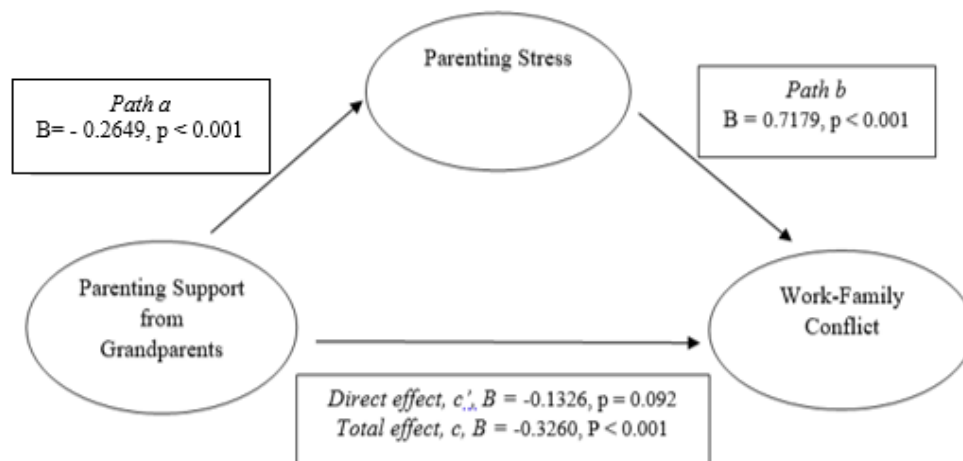 Parenting Stress
Path a
B= - 0.2649, p < 0.001
Path b
B = 0.7179, p < 0.001
Parenting Support
from
Grandparents
Work-Family
Conflict
Direct effect, c', B = -0.1326, p = 0.092
Total effect, c, B = -0.3260, P < 0.001